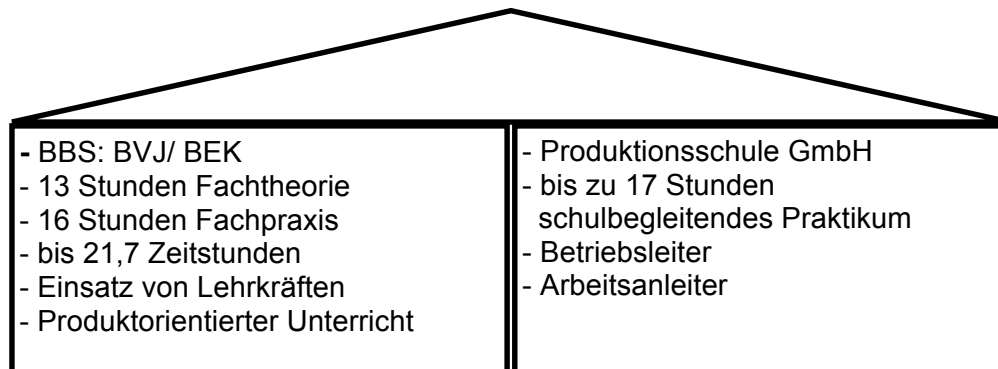 - BBS: BVJ/ BEK
- 13 Stunden Fachtheorie
- 16 Stunden Fachpraxis
- bis 21,7 Zeitstunden
- Einsatz von Lehrkräften
- Produktorientierter Unterricht
- Produktionsschule GmbH
- bis zu 17 Stunden
schulbegleitendes Praktikum
- Betriebsleiter
- Arbeitsanleiter